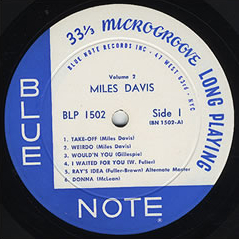 33⅓ MICROGROOVE LONG PLAYING
BLUE NOTE RECORDS INC · 47 WEST 63rd · NYC
Volume 2
MILES DAVIS
BLP 1502 Side 1
(BN 1502-A)
1. TAKE-OFF (Miles Davis)
2. WEIRDO (Miles Davis)
3. WOULD'N YOU (Gillespie)
4. I WAITED FOR YOU (W. Fuller)
5. RAY'S IDEA (Fuller-Brown) Alternate Master
6. DONNA (McLean)
BLUE
NOTE